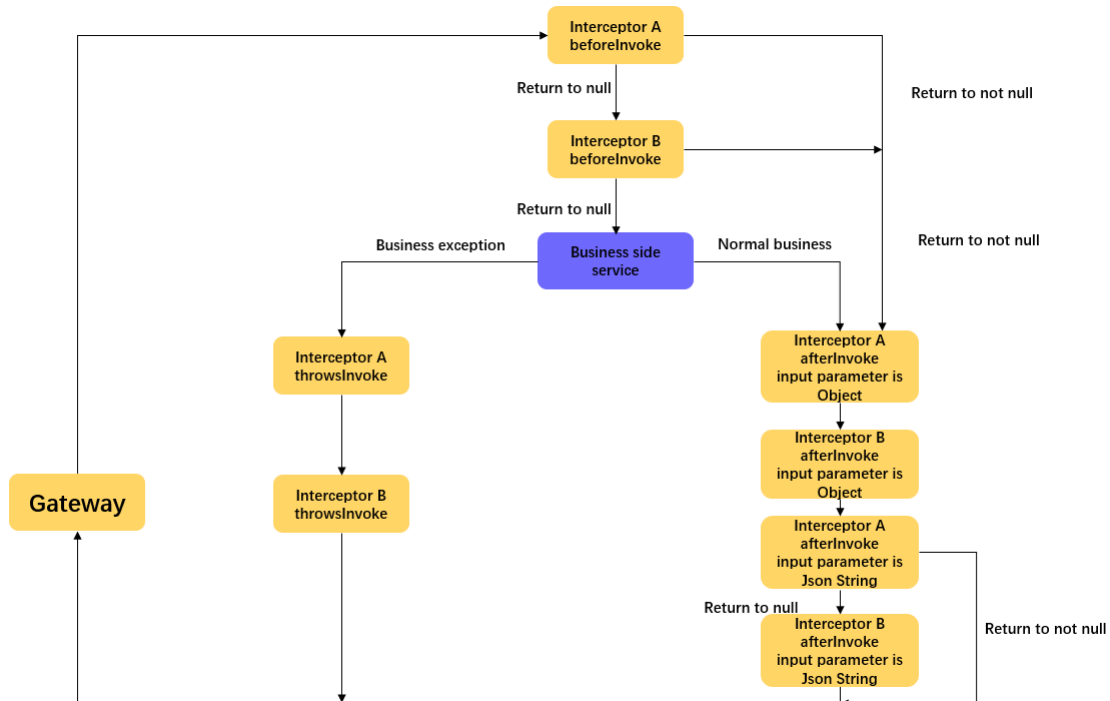 Interceptor A
beforeInvoke
Return to null
Return to not null
Interceptor B
beforeInvoke
Return to null
Return to not null
Business exception
Business side
service
Normal business
Interceptor A
throwsInvoke
Interceptor A
afterInvoke
input parameter is
Object
Interceptor B
afterInvoke
input parameter is
Object
Gateway
Interceptor B
throwsInvoke
Interceptor A
afterInvoke
input parameter is
Json String
Return to null
Return to not null
Interceptor B
afterInvoke
input parameter is
Json String